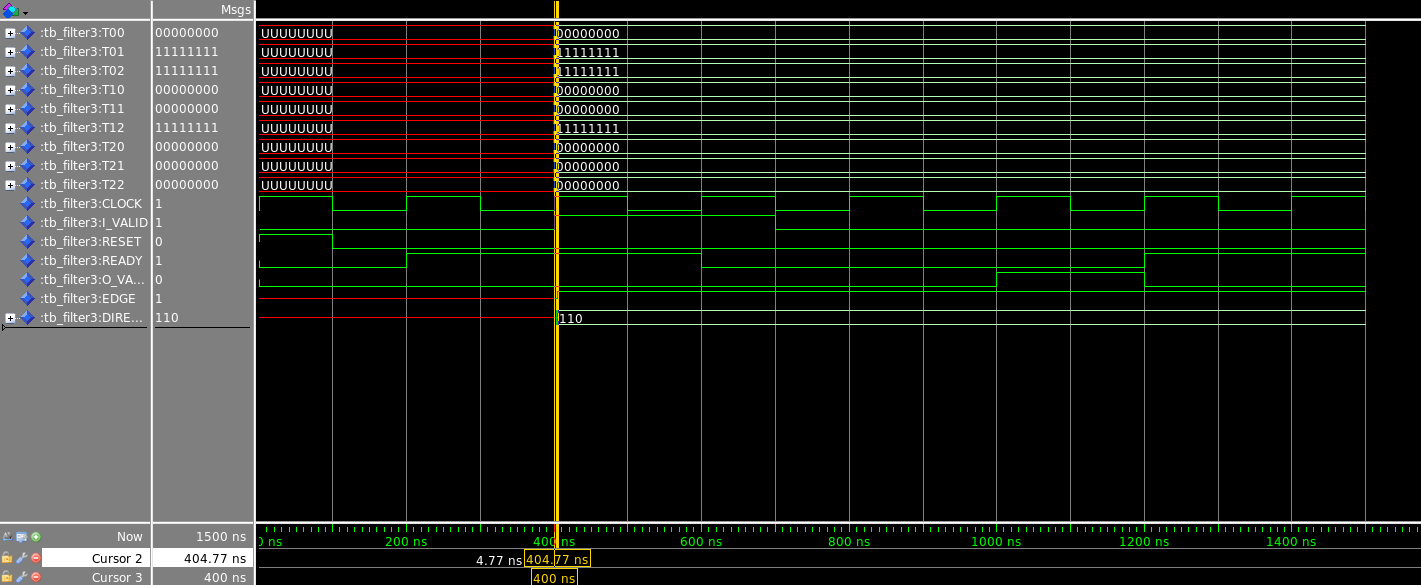 Msgs
:tb_filter3:T00 00000000 UUUUUUUU 00000000
:tb_filter3:T01 11111111 UUUUUUUU 11111111
:tb_filter3:T02 11111111 UUUUUUUU 11111111
:tb_filter3:T10 00000000 UUUUUUUU 00000000
:tb_filter3:T11 00000000 UUUUUUUU 00000000
:tb_filter3:T12 11111111 UUUUUUUU 11111111
:tb_filter3:T20 00000000 UUUUUUUU 00000000
:tb_filter3:T21 00000000 UUUUUUUU 00000000
:tb_filter3:T22 00000000 UUUUUUUU 00000000
:tb_filter3:CLOCK 1
:tb_filter3:I_VALID 1
:tb_filter3:RESET 0
:tb_filter3:READY 1
:tb_filter3:O_VA... 0
:tb_filter3:EDGE 1
:tb_filter3:DIRE... 110 110
Now 1500 ns 0 ns 200 ns 400 ns 600 ns 800 ns 1000 ns 1200 ns 1400 ns
Cursor 2 404.77 ns 4.77 ns 404.77 ns
Cursor 3 400 ns 400 ns